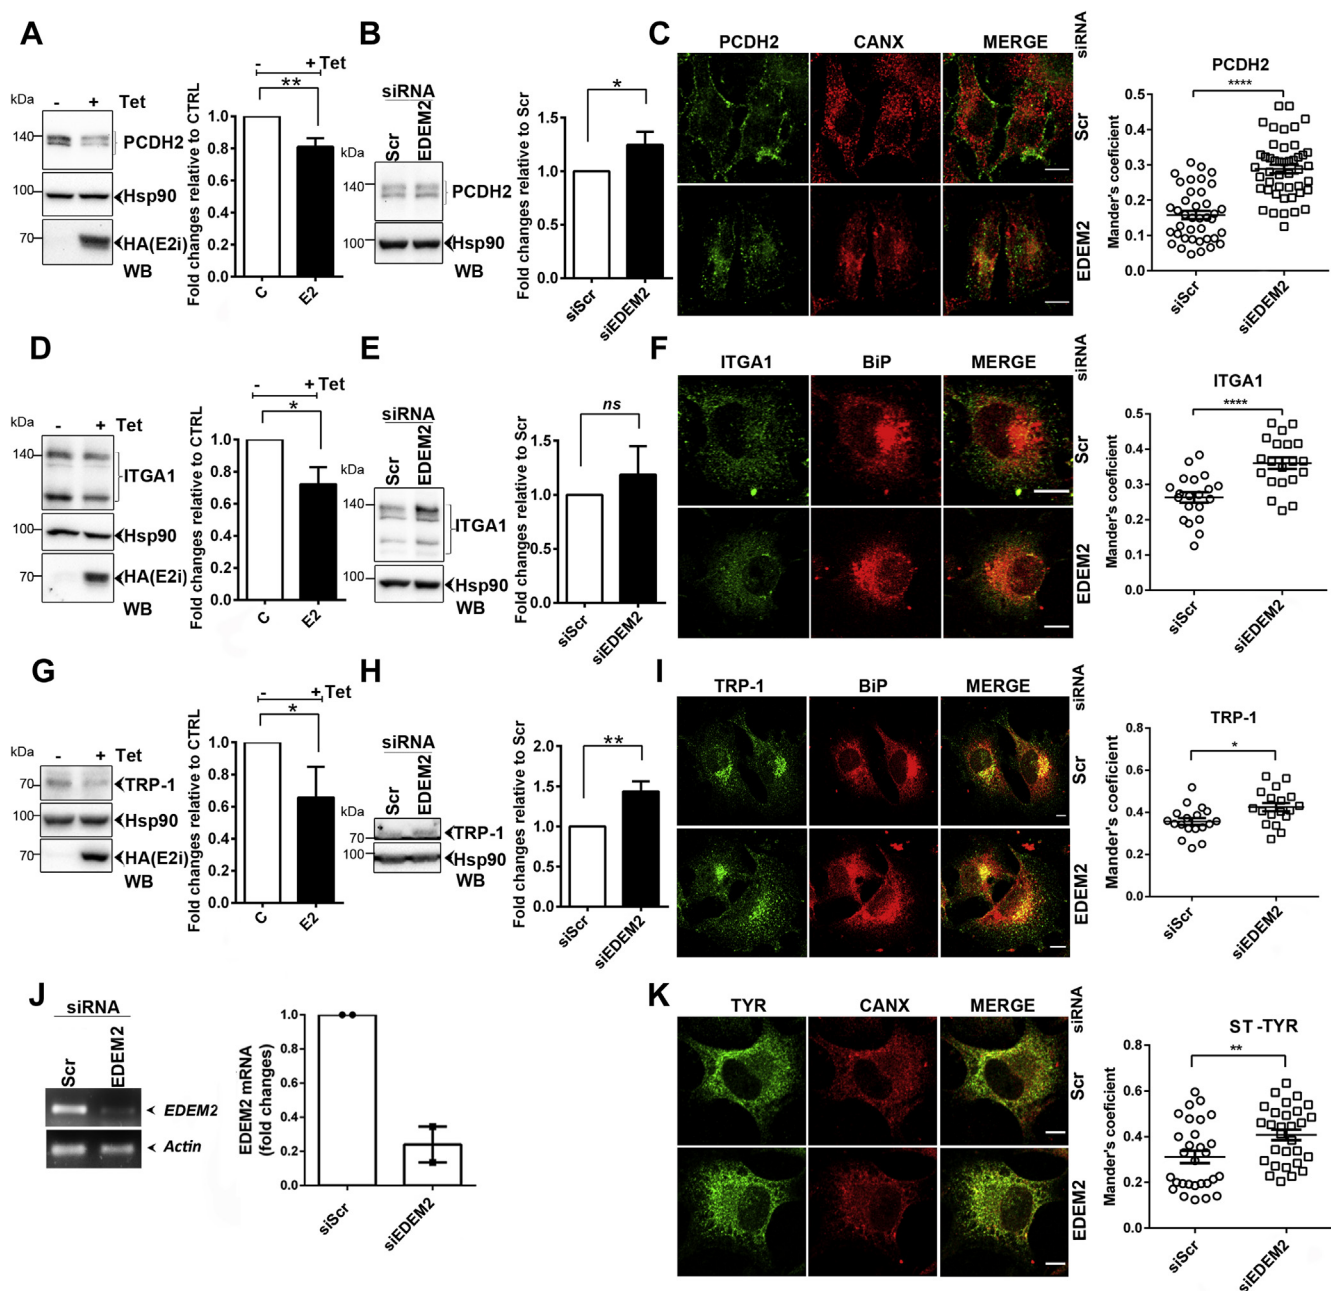 A
- + Tet
**
kDa
- + Tet
140
PCDH2
100
Hsp90
70
HA(E2i)
WB
Fold changes relative to CTRL
1.0
0.8
0.6
0.4
0.2
0.0
C
E2
B
siRNA
Scr
EDEM2
kDa
140
PCDH2
100
Hsp90
WB
Fold changes relative to Scr
*
1.5
1.0
0.5
0.0
siScr
siEDEM2
C
PCDH2 CANX MERGE
siRNA
Scr
EDEM2
PCDH2
****
Mander's coeficient
0.5
0.4
0.3
0.2
0.1
0.0
siScr
siEDEM2
D
- + Tet
*
kDa
- + Tet
140
ITGA1
100
Hsp90
70
HA(E2i)
WB
Fold changes relative to CTRL
1.0
0.8
0.6
0.4
0.2
0.0
C
E2
E
siRNA
Scr
EDEM2
kDa
140
ITGA1
100
Hsp90
WB
Fold changes relative to Scr
ns
1.5
1.0
0.5
0.0
siScr
siEDEM2
F
ITGA1 BiP MERGE
siRNA
Scr
EDEM2
ITGA1
****
Mander's coefficient
0.5
0.4
0.3
0.2
0.1
0.0
siScr
siEDEM2
G
- + Tet
*
kDa
- + Tet
70
TRP-1
100
Hsp90
70
HA(E2i)
WB
Fold changes relative to CTRL
1.0
0.8
0.6
0.4
0.2
0.0
C
E2
H
siRNA
Scr
EDEM2
kDa
70
TRP-1
100
Hsp90
WB
Fold changes relative to Scr
**
2.0
1.5
1.0
0.5
0.0
siScr
siEDEM2
I
TRP-1 BiP MERGE
siRNA
Scr
EDEM2
TRP-1
*
Mander's coefficient
0.8
0.6
0.4
0.2
0.0
siScr
siEDEM2
J
siRNA
Scr
EDEM2
EDEM2
Actin
EDEM2 mRNA
(fold changes)
1.0
0.8
0.6
0.4
0.2
0.0
siScr
siEDEM2
K
TYR CANX MERGE
siRNA
Scr
EDEM2
ST -TYR
**
Mander's coefficient
0.8
0.6
0.4
0.2
0.0
siScr
siEDEM2